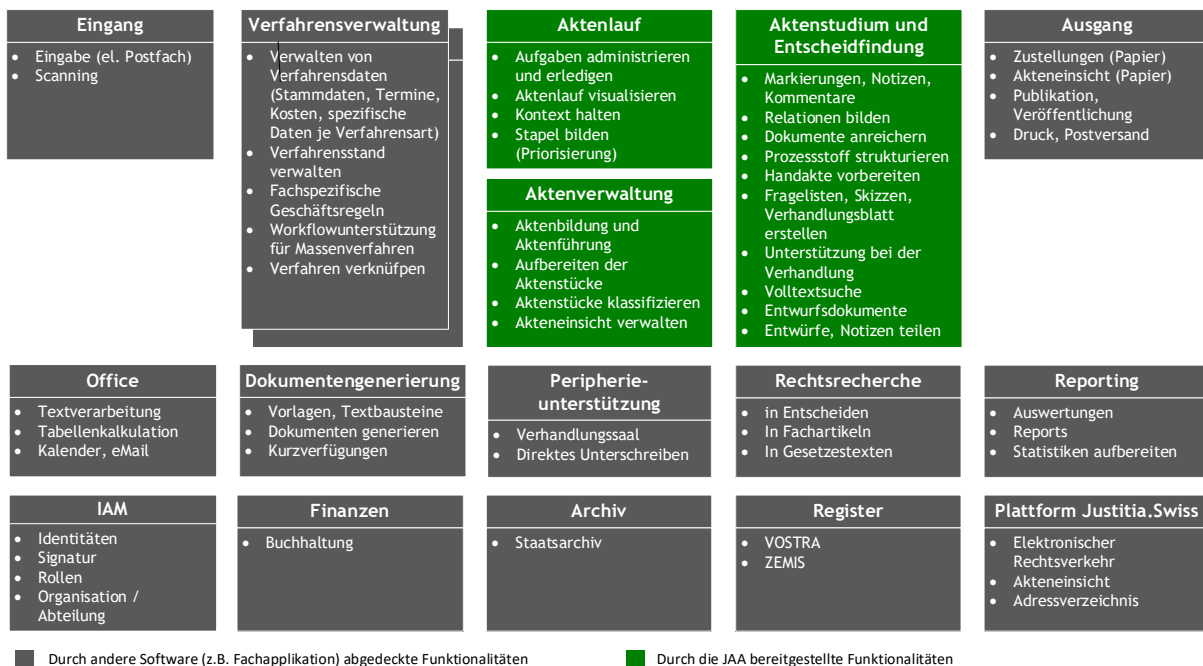 Eingang
Eingabe (el. Postfach)
Scanning
Verfahrensverwaltung
Verwalten von
Verfahrensdaten
(Stammdaten, Termine,
Kosten, spezifische
Daten je Verfahrensart)
Verfahrensstand
verwalten
Fachspezifische
Geschäftsregeln
Workflowunterstützung
für Massenverfahren
Verfahren verknüfpen
Aktenlauf
Aufgaben administrieren
und erledigen
Aktenlauf visualisieren
Kontext halten
Stapel bilden
(Priorisierung)
Aktenverwaltung
Aktenbildung und
Aktenführung
Aufbereiten der
Aktenstücke
Aktenstücke klassifizieren
Akteneinsicht verwalten
Aktenstudium und
Entscheidfindung
Markierungen, Notizen,
Kommentare
Relationen bilden
Dokumente anreichern
Prozessstoff strukturieren
Handakte vorbereiten
Fragelisten, Skizzen,
Verhandlungsblatt
erstellen
Unterstützung bei der
Verhandlung
Volltextsuche
Entwurfsdokumente
Entwürfe, Notizen teilen
Ausgang
Zustellungen (Papier)
Akteneinsicht (Papier)
Publikation,
Veröffentlichung
Druck, Postversand
Office
Textverarbeitung
Tabellenkalkulation
Kalender, eMail
Dokumentengenerierung
Vorlagen, Textbausteine
Dokumenten generieren
Kurzverfügungen
Peripherie-
unterstützung
Verhandlungssaal
Direktes Unterschreiben
Rechtsrecherche
in Entscheiden
In Fachartikeln
In Gesetzestexten
Reporting
Auswertungen
Reports
Statistiken aufbereiten
IAM
Identitäten
Signatur
Rollen
Organisation /
Abteilung
Finanzen
Buchhaltung
Archiv
Staatsarchiv
Register
VOSTRA
ZEMIS
Plattform Justitia.Swiss
Elektronischer
Rechtsverkehr
Akteneinsicht
Adressverzeichnis
Durch andere Software (z.B. Fachapplikation) abgedeckte Funktionalitäten
Durch die JAA bereitgestellte Funktionalitäten